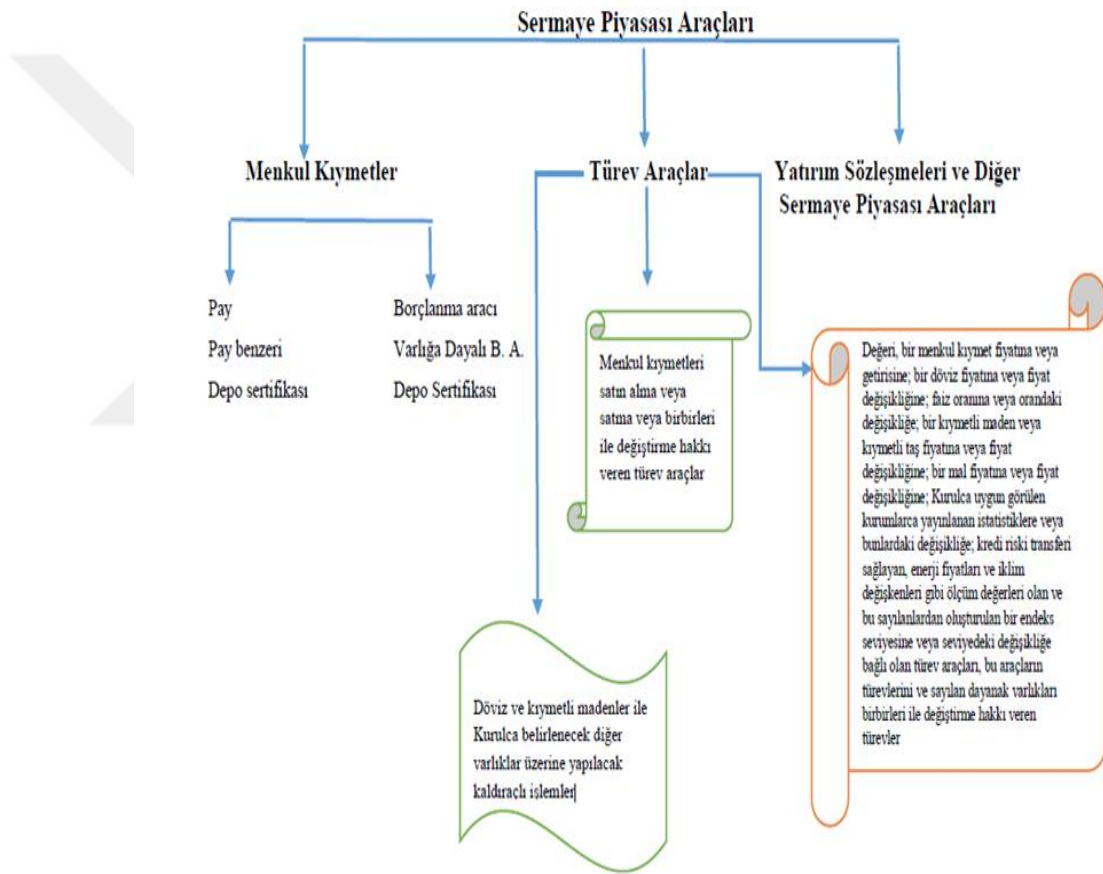 Sermaye Piyasası Araçları
Menkul Kıymetler
Türev Araçlar
Yatırım Sözleşmeleri ve Diğer
Sermaye Piyasası Araçları
Pay
Pay benzeri
Depo sertifikası
Borçlanma aracı
Varlığa Dayalı B. A.
Depo Sertifikası
Menkul kıymetleri
satın alma veya
satma veya birbirleri
ile değiştirme hakkı
veren türev araçlar
Değeri, bir menkul kıymet fiyatına veya
getirisine; bir döviz fiyatına veya fiyat
değişikliğine; faiz oranına veya orandaki
değişikliğe; bir kıymetli maden veya
kıymetli taş fiyatına veya fiyat
değişikliğine; bir mal fiyatına veya fiyat
değişikliğine; Kurulca uygun görülen
kurumlarca yayınlanan istatistiklere veya
bunlardaki değişikliğe; kredi riski transferi
sağlayan, enerji fiyatları ve iklim
değişkenleri gibi ölçüm değerleri olan ve
bu sayılanlardan oluşturulan bir endeks
seviyesine veya seviyedeki değişikliğe
bağlı olan türev araçları, bu araçların
türevlerini ve sayılan dayanak varlıkları
birbirleri ile değiştirme hakkı veren
türevler
Döviz ve kıymetli madenler ile
Kurulca belirlenecek diğer
varlıklar üzerine yapılacak
kaldıraçlı işlemler